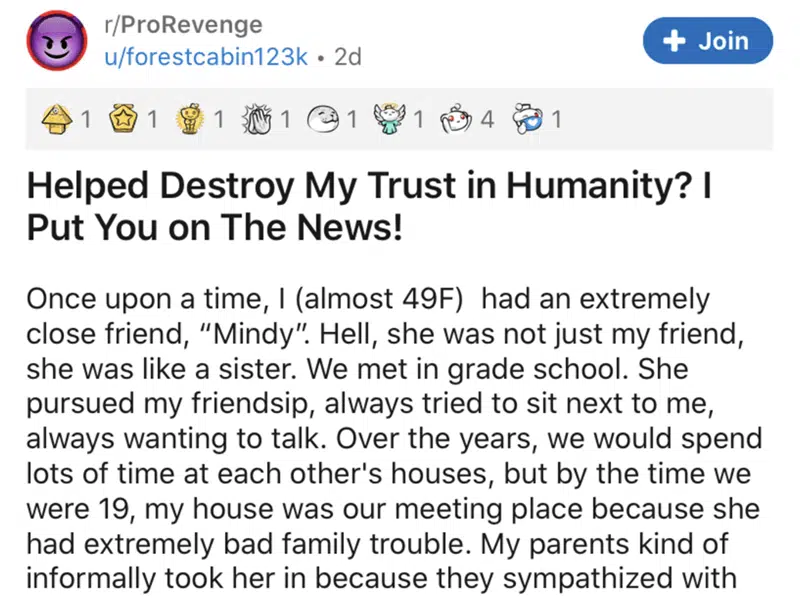 r/ProRevenge
u/forestcabin123k • 2d
+ Join
1 1 1 1 1 1 4 1
Helped Destroy My Trust in Humanity? I
Put You on The News!
Once upon a time, I (almost 49F)  had an extremely
close friend, “Mindy”. Hell, she was not just my friend,
she was like a sister. We met in grade school. She
pursued my friendsip, always tried to sit next to me,
always wanting to talk. Over the years, we would spend
lots of time at each other's houses, but by the time we
were 19, my house was our meeting place because she
had extremely bad family trouble. My parents kind of
informally took her in because they sympathized with